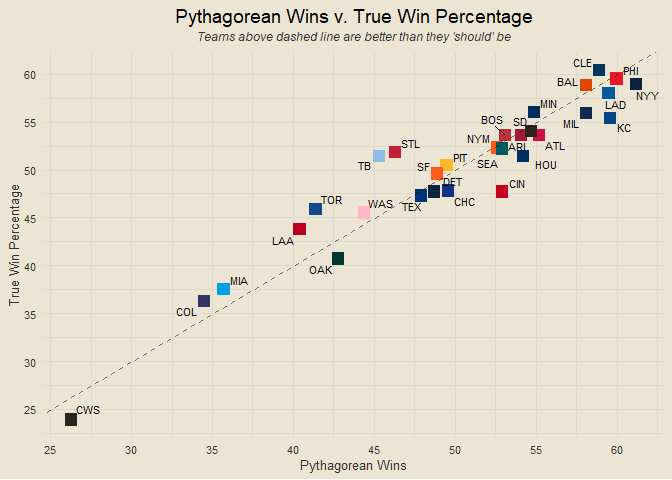 Pythagorean Wins v. True Win Percentage
Teams above dashed line are better than they 'should' be
True Win Percentage
60
55
50
45
40
35
30
25
CLE
PHI
BAL
NYY
LAD
MIN
MIL
KC
BOS
SD
ARI
ATL
NYM
SEA
HOU
STL
TB
SF
PIT
DET
CIN
TEX
CHC
TOR
WAS
LAA
OAK
MIA
COL
CWS
25 30 35 40 45 50 55 60
Pythagorean Wins